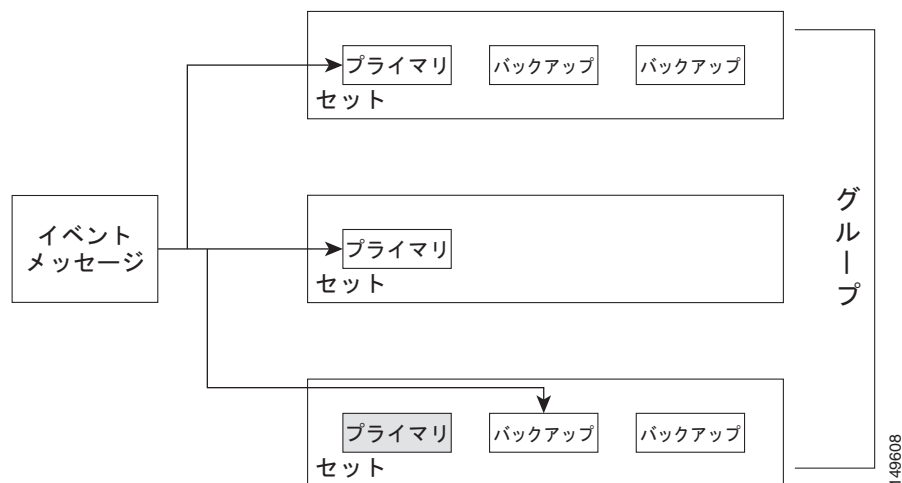 プライマリ
バックアップ
バックアップ
セット
イベント
メッセージ
プライマリ
セット
グループ
プライマリ
バックアップ
バックアップ
セット
149608